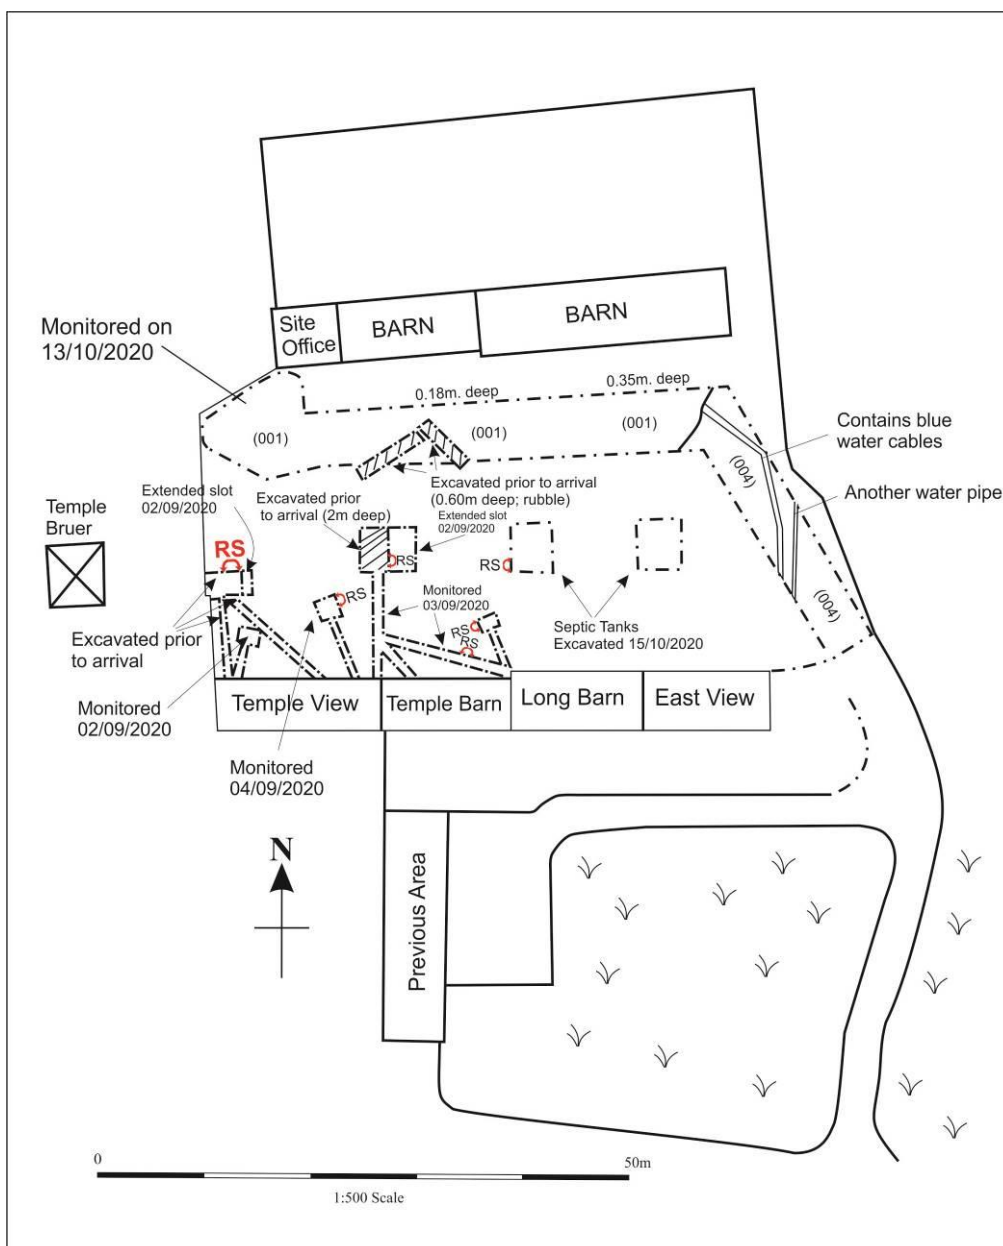 Site
Office
BARN
BARN
Monitored on
13/10/2020
0.18m. deep
0.35m. deep
(001)
(001)
(001)
Contains blue
water cables
(004)
Another water pipe
(004)
Excavated prior to arrival
(0.60m deep; rubble)
Extended slot
02/09/2020
Excavated prior
to arrival (2m deep)
Extended slot
02/09/2020
Temple
Bruer
RS
RS
RS
RS
RS
RS
Monitored
03/09/2020
Septic Tanks
Excavated 15/10/2020
Excavated prior
to arrival
Monitored
02/09/2020
Temple View
Temple Barn
Long Barn
East View
Monitored
04/09/2020
N
Previous Area
0
50m
1:500 Scale